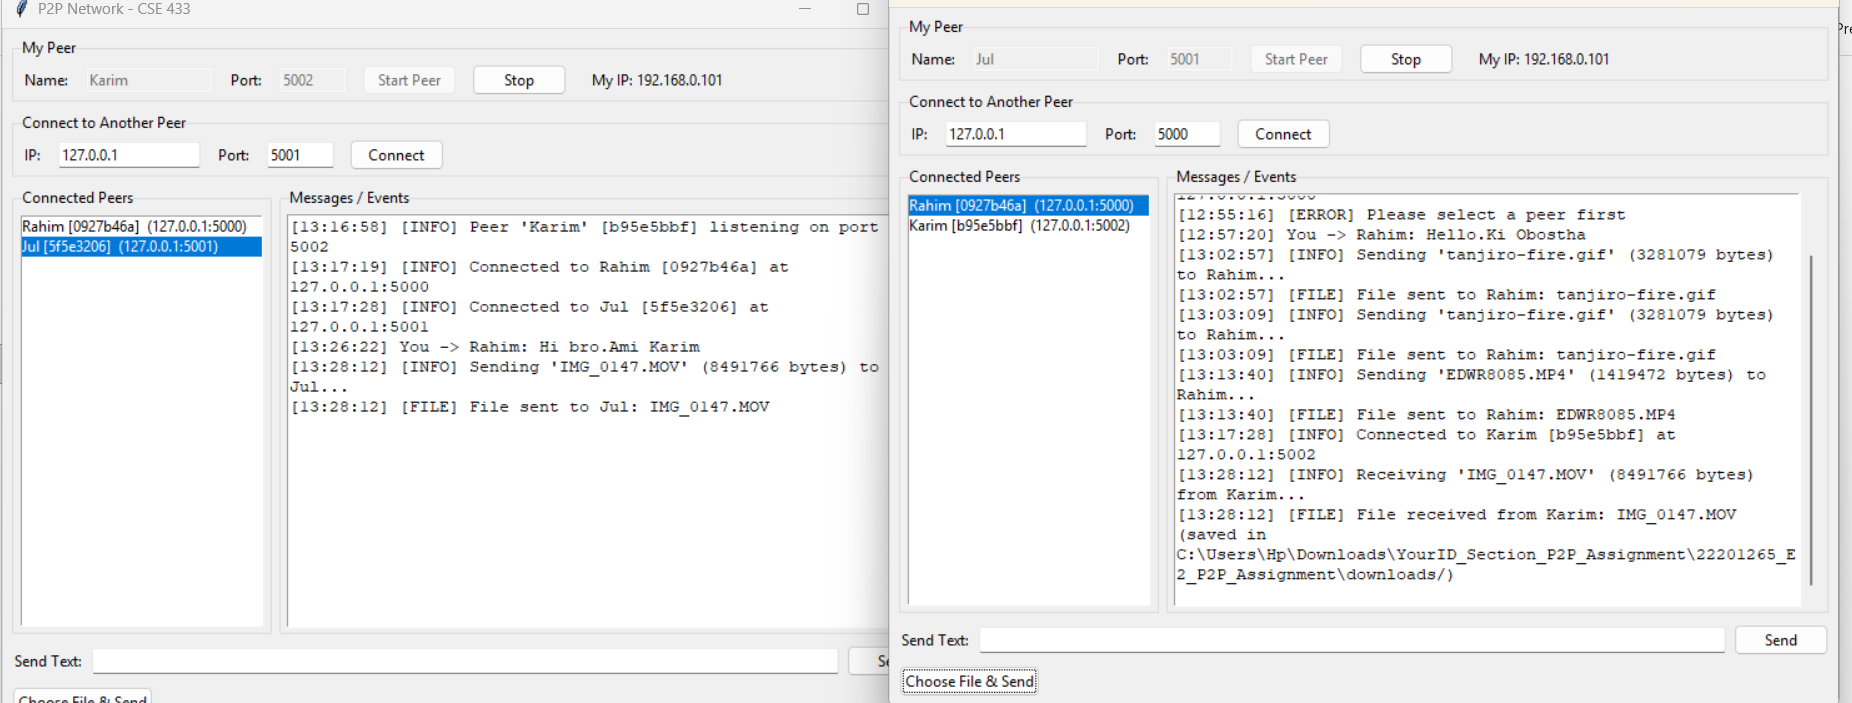 P2P Network - CSE 433
My Peer
Name: Karim Port: 5002 Start Peer Stop My IP: 192.168.0.101
Connect to Another Peer
IP: 127.0.0.1 Port: 5001 Connect
Connected Peers
Rahim [0927b46a] (127.0.0.1:5000)
Jul [5f5e3206] (127.0.0.1:5001)
Messages / Events
[13:16:58] [INFO] Peer 'Karim' [b95e5bbf] listening on port
5002
[13:17:19] [INFO] Connected to Rahim [0927b46a] at
127.0.0.1:5000
[13:17:28] [INFO] Connected to Jul [5f5e3206] at
127.0.0.1:5001
[13:26:22] You -> Rahim: Hi bro.Ami Karim
[13:28:12] [INFO] Sending 'IMG_0147.MOV' (8491766 bytes) to
Jul...
[13:28:12] [FILE] File sent to Jul: IMG_0147.MOV
Send Text: Se
Choose File & Send
My Peer
Name: Jul Port: 5001 Start Peer Stop My IP: 192.168.0.101
Connect to Another Peer
IP: 127.0.0.1 Port: 5000 Connect
Connected Peers
Rahim [0927b46a] (127.0.0.1:5000)
Karim [b95e5bbf] (127.0.0.1:5002)
Messages / Events
127.0.0.1:5000
[12:55:16] [ERROR] Please select a peer first
[12:57:20] You -> Rahim: Hello.Ki Obostha
[13:02:57] [INFO] Sending 'tanjiro-fire.gif' (3281079 bytes)
to Rahim...
[13:02:57] [FILE] File sent to Rahim: tanjiro-fire.gif
[13:03:09] [INFO] Sending 'tanjiro-fire.gif' (3281079 bytes)
to Rahim...
[13:03:09] [FILE] File sent to Rahim: tanjiro-fire.gif
[13:13:40] [INFO] Sending 'EDWR8085.MP4' (1419472 bytes) to
Rahim...
[13:13:40] [FILE] File sent to Rahim: EDWR8085.MP4
[13:17:28] [INFO] Connected to Karim [b95e5bbf] at
127.0.0.1:5002
[13:28:12] [INFO] Receiving 'IMG_0147.MOV' (8491766 bytes)
from Karim...
[13:28:12] [FILE] File received from Karim: IMG_0147.MOV
(saved in
C:\Users\Hp\Downloads\YourID_Section_P2P_Assignment\22201265_E
2_P2P_Assignment\downloads/)
Send Text: Send
Choose File & Send
Pre